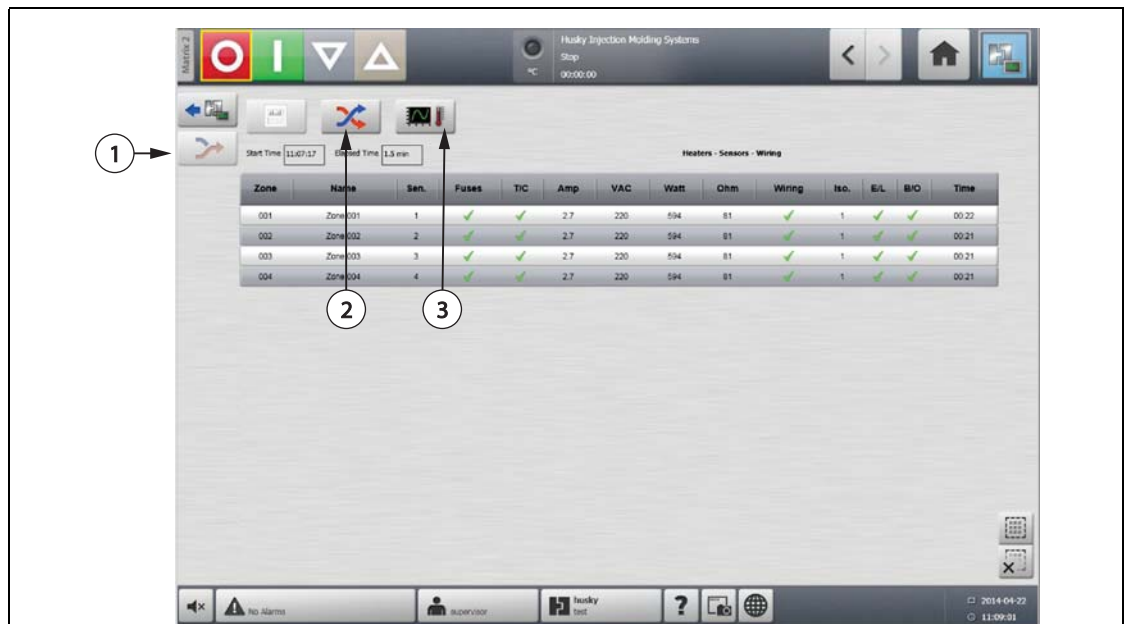 Matrix 2
Husky Injection Molding Systems
°C Stop
00:00:00
1
Start Time 11:07:17 Elapsed Time 1.5 min Heaters - Sensors - Wiring
Zone Name Sen. Fuses T/C Amp VAC Watt Ohm Wiring Iso. E/L B/O Time
001 Zone 001 1 2.7 220 594 81 1 00:22
002 Zone 002 2 2.7 220 594 81 1 00:21
003 Zone 003 3 2.7 220 594 81 1 00:21
004 Zone 004 4 2.7 220 594 81 1 00:21
2 3
No Alarms supervisor husky test ? 2014-04-22
11:09:01